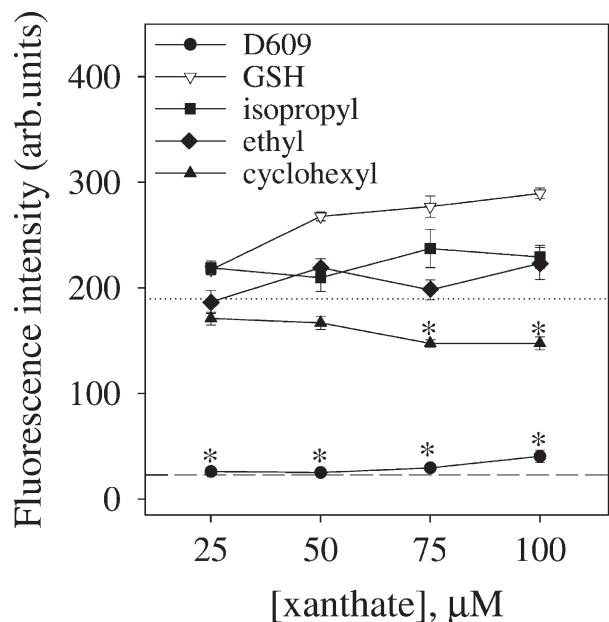 Fluorescence intensity (arb.units)
D609
GSH
isopropyl
ethyl
cyclohexyl
400
300
200
100
0
* *
* * * *
25 50 75 100
[xanthate], μM